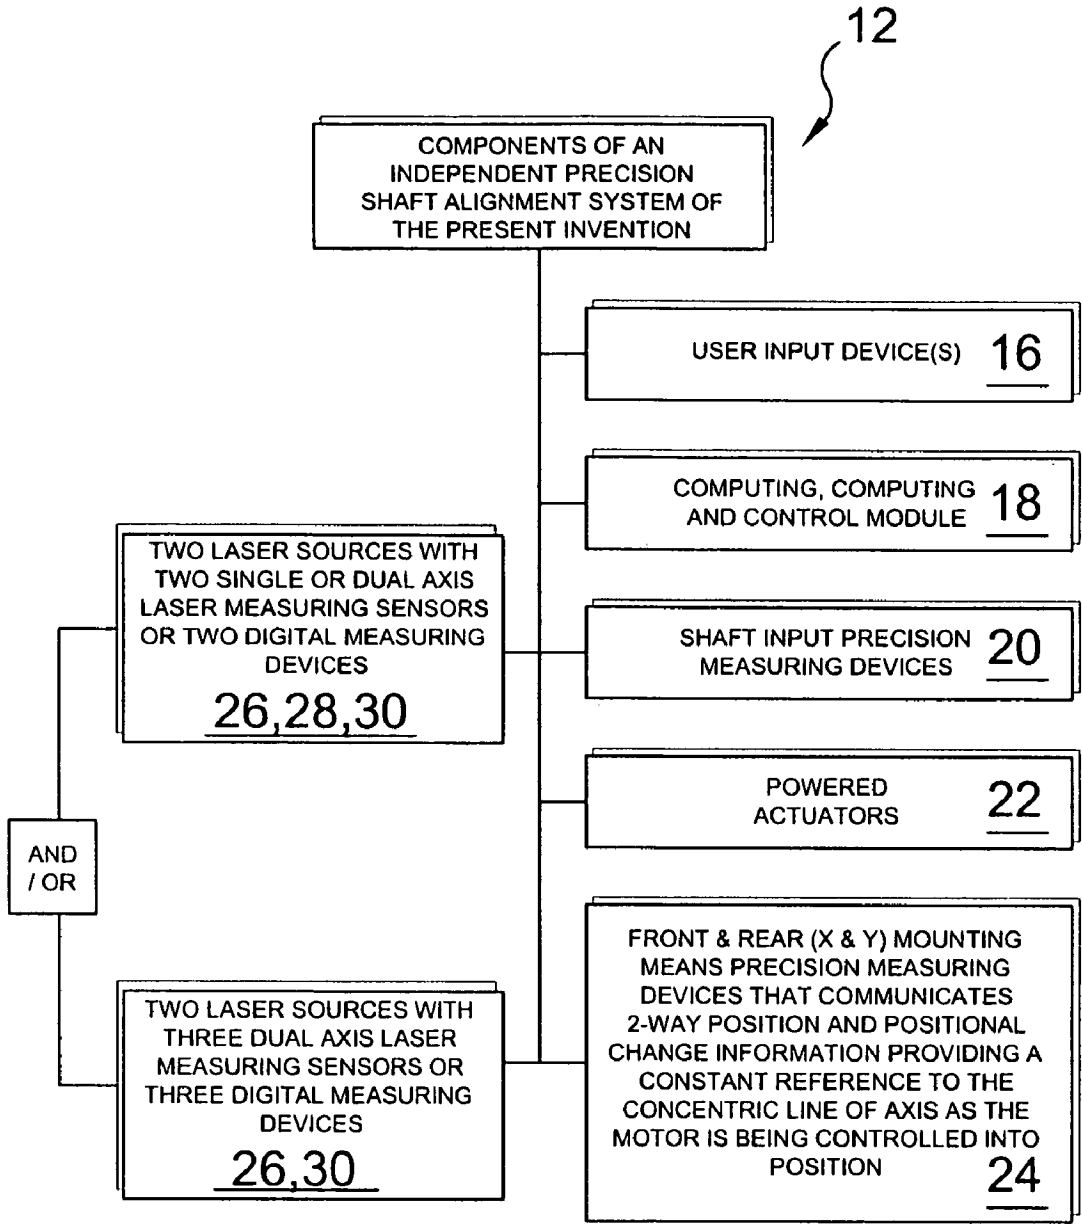 12
COMPONENTS OF AN
INDEPENDENT PRECISION
SHAFT ALIGNMENT SYSTEM OF
THE PRESENT INVENTION
USER INPUT DEVICE(S) 16
COMPUTING, COMPUTING
AND CONTROL MODULE 18
TWO LASER SOURCES WITH
TWO SINGLE OR DUAL AXIS
LASER MEASURING SENSORS
OR TWO DIGITAL MEASURING
DEVICES
26,28,30
SHAFT INPUT PRECISION
MEASURING DEVICES 20
POWERED
ACTUATORS 22
AND
/ OR
TWO LASER SOURCES WITH
THREE DUAL AXIS LASER
MEASURING SENSORS OR
THREE DIGITAL MEASURING
DEVICES
26,30
FRONT & REAR (X & Y) MOUNTING
MEANS PRECISION MEASURING
DEVICES THAT COMMUNICATES
2-WAY POSITION AND POSITIONAL
CHANGE INFORMATION PROVIDING A
CONSTANT REFERENCE TO THE
CONCENTRIC LINE OF AXIS AS THE
MOTOR IS BEING CONTROLLED INTO
POSITION 24